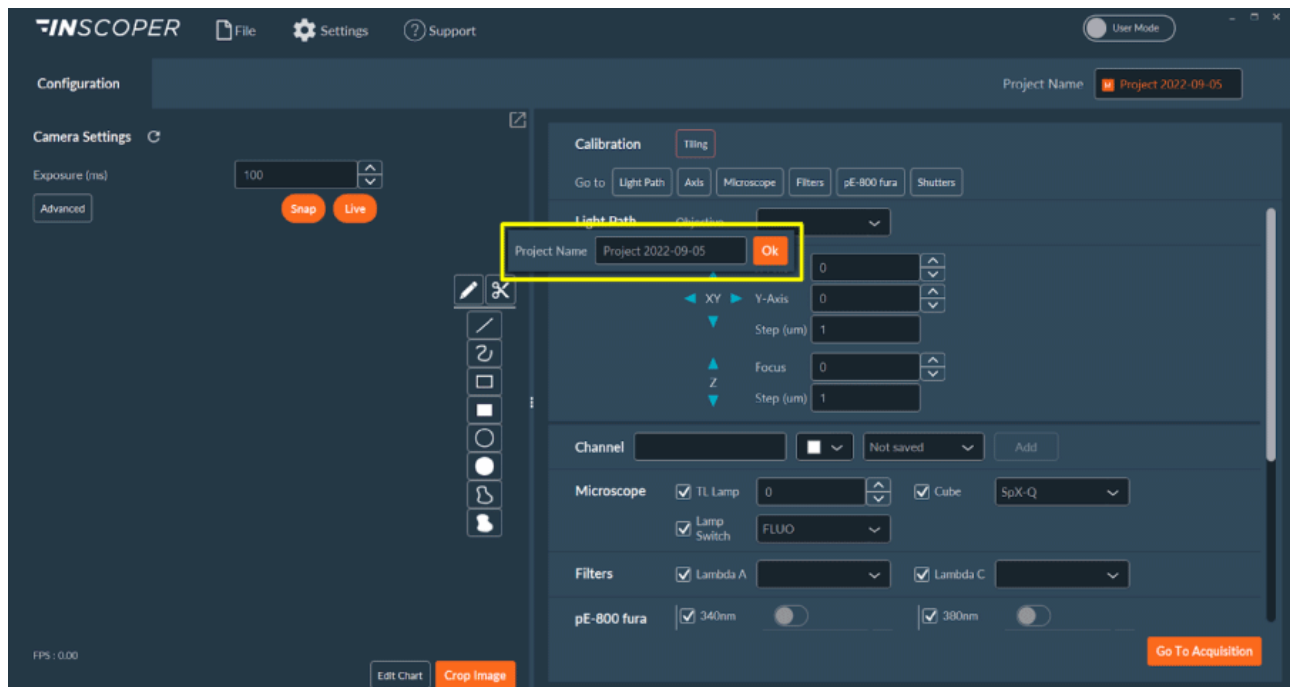 INSCOPER File Settings Support User Mode
Configuration
Project Name M Project 2022-09-05
Camera Settings
Exposure (ms) 100
Advanced Snap Live
Calibration Tiling
Go to Light Path Axis Microscope Filters pE-800 fura Shutters
Light Path Objective
Project Name Project 2022-09-05 Ok
0
XY Y-Axis 0
Step (um) 1
Focus 0
Z
Step (um) 1
Channel Not saved Add
Microscope TL Lamp 0 Cube SpX-Q
Lamp Switch FLUO
Filters Lambda A Lambda C
pE-800 fura 340nm 380nm
FPS : 0.00
Edit Chart Crop Image
Go To Acquisition